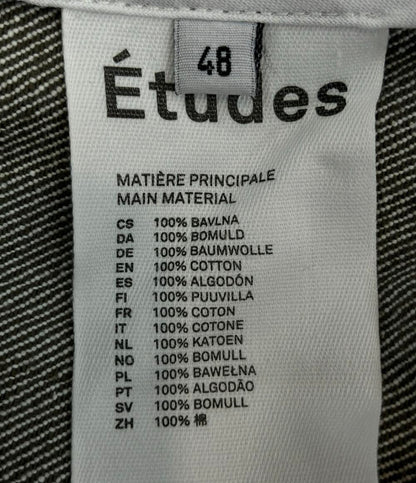 48
Études
MATIÈRE PRINCIPALE
MAIN MATERIAL
CS 100% BAVLNA
DA 100% BOMULD
DE 100% BAUMWOLLE
EN 100% COTTON
ES 100% ALGODÓN
FI 100% PUUVILLA
FR 100% COTON
IT 100% COTONE
NL 100% KATOEN
NO 100% BOMULL
PL 100% BAWEŁNA
PT 100% ALGODÃO
SV 100% BOMULL
ZH 100% 棉